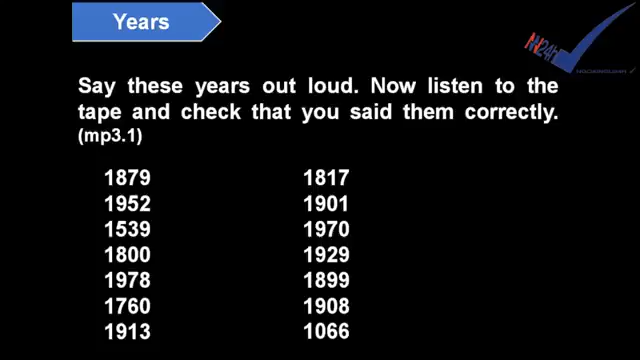 Years
Say these years out loud. Now listen to the
tape and check that you said them correctly.
(mp3.1)
1879 1817
1952 1901
1539 1970
1800 1929
1978 1899
1760 1908
1913 1066